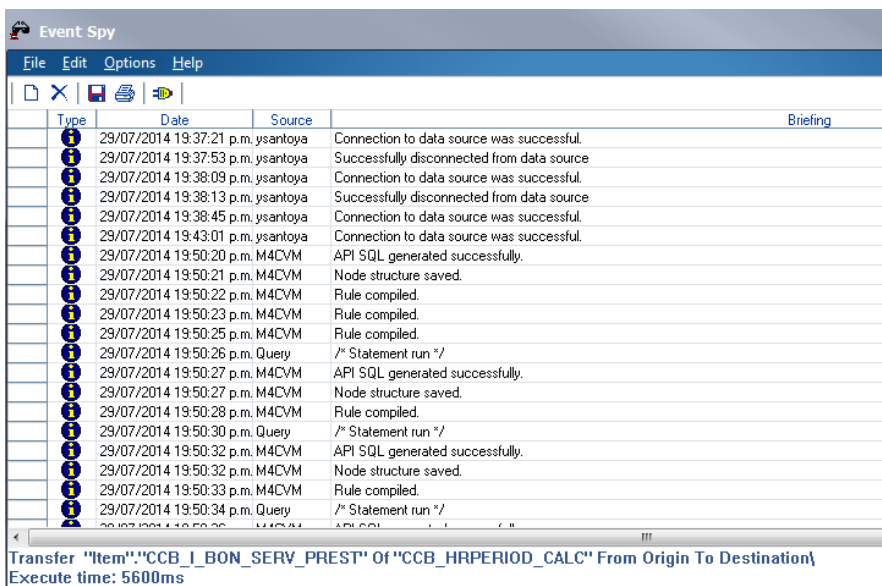 Event Spy
File Edit Options Help
Type Date Source Briefing
29/07/2014 19:37:21 p.m. ysantoya Connection to data source was successful.
29/07/2014 19:37:53 p.m. ysantoya Successfully disconnected from data source
29/07/2014 19:38:09 p.m. ysantoya Connection to data source was successful.
29/07/2014 19:38:13 p.m. ysantoya Successfully disconnected from data source
29/07/2014 19:38:45 p.m. ysantoya Connection to data source was successful.
29/07/2014 19:43:01 p.m. ysantoya Connection to data source was successful.
29/07/2014 19:50:20 p.m. M4CVM API SQL generated successfully.
29/07/2014 19:50:21 p.m. M4CVM Node structure saved.
29/07/2014 19:50:22 p.m. M4CVM Rule compiled.
29/07/2014 19:50:23 p.m. M4CVM Rule compiled.
29/07/2014 19:50:25 p.m. M4CVM Rule compiled.
29/07/2014 19:50:26 p.m. Query /* Statement run */
29/07/2014 19:50:27 p.m. M4CVM API SQL generated successfully.
29/07/2014 19:50:27 p.m. M4CVM Node structure saved.
29/07/2014 19:50:28 p.m. M4CVM Rule compiled.
29/07/2014 19:50:30 p.m. Query /* Statement run */
29/07/2014 19:50:32 p.m. M4CVM API SQL generated successfully.
29/07/2014 19:50:32 p.m. M4CVM Node structure saved.
29/07/2014 19:50:33 p.m. M4CVM Rule compiled.
29/07/2014 19:50:34 p.m. Query /* Statement run */
Transfer "Item"."CCB_I_BON_SERV_PREST" Of "CCB_HRPERIOD_CALC" From Origin To Destination\
Execute time: 5600ms